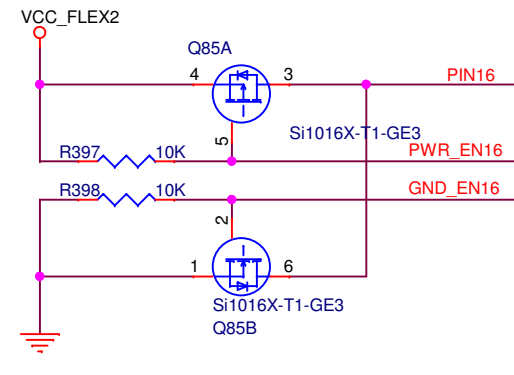 VCC_FLEX2
Q85A
4
3
PIN16
5
Si1016X-T1-GE3
R397
10K
PWR_EN16
R398
10K
GND_EN16
2
1
6
Si1016X-T1-GE3
Q85B